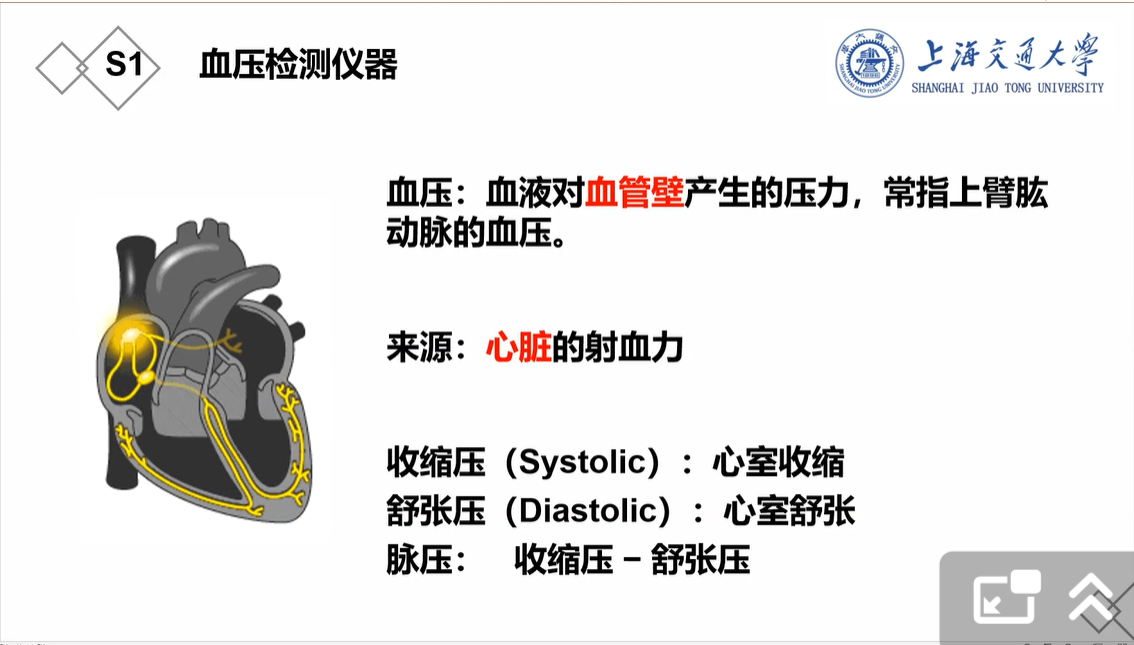 S1
血压检测仪器
上海交通大学
SHANGHAI JIAO TONG UNIVERSITY
血压：血液对血管壁产生的压力，常指上臂肱
动脉的血压。
来源：心脏的射血力
收缩压（Systolic）：心室收缩
舒张压（Diastolic）：心室舒张
脉压： 收缩压 – 舒张压